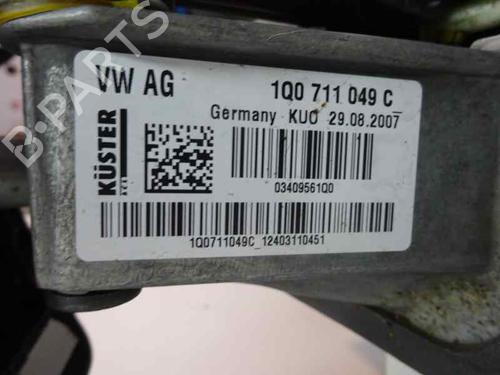 VW AG 1Q0 711 049 C
Germany KUO 29.08.2007
KÜSTER
03409561Q0
1Q0711049C_12403110451
B-PARTS